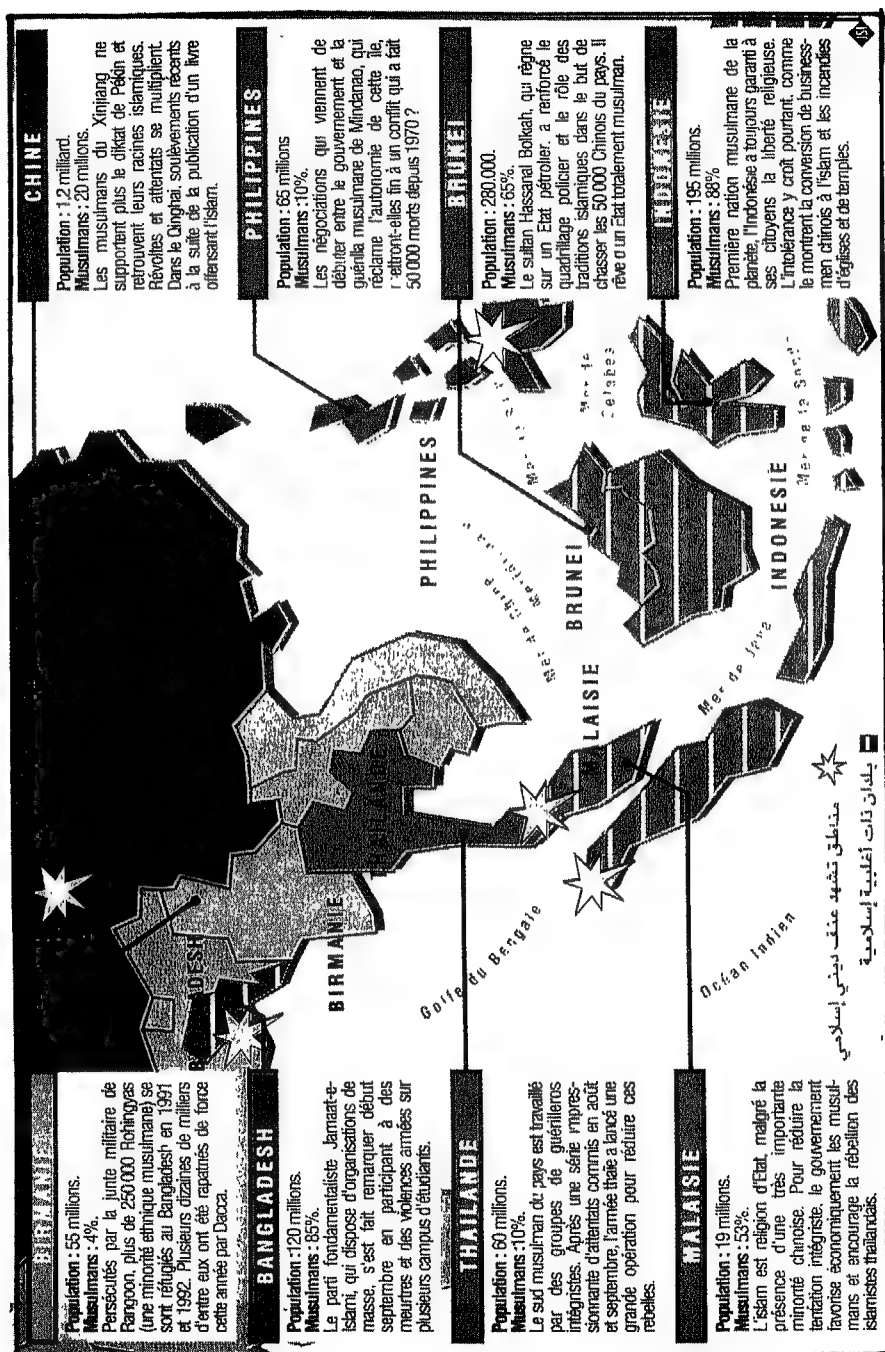 BIRMANIE
Population : 55 millions.
Musulmans : 4%.
Persécutés par la junte militaire de
Rangoon, plus de 250 000 Rohingyas
(une minorité ethnique musulmane) se
sont réfugiés au Bangladesh en 1991
et 1992. Plusieurs dizaines de milliers
d'entre eux ont été rapatriés de force
cette année par Dacca.
BANGLADESH
Population :120 millions.
Musulmans : 85%.
Le parti fondamentaliste Jamaat-e-
islami, qui dispose d'organisations de
masse, s'est fait remarquer début
septembre en participant à des
meurtres et des violences armées sur
plusieurs campus d'étudiants.
THAILANDE
Population : 60 millions.
Musulmans :10%.
Le sud musulman du pays est travaillé
par des groupes de guérilleros
intégristes. Après une série impres-
sionnante d'attentats commis en août
et septembre, l'armée thaïe a lancé une
grande opération pour réduire ces
rebelles.
MALAISIE
Population : 19 millions.
Musulmans : 53%.
L'islam est religion d'Etat, malgré la
présence d'une très importante
minorité chinoise. Pour réduire la
tentation intégriste, le gouvernement
favorise économiquement les musul-
mans et encourage la rébellion des
islamistes thaïlandais.
DESH
BIRMANIE
THAILANDE
PHILIPPINES
BRUNEI
LAISIE
INDONESIE
Golfe du Bengale
Océan Indien
Mer de Chine
Mer de
Celebes
Mer de Java
Mer de la Sonde
مناطق تشهد عنف ديني إسلامي
بلدان ذات أغلبية إسلامية
CHINE
Population : 1,2 milliard.
Musulmans : 20 millions.
Les musulmans du Xinjiang ne
supportent plus le diktat de Pékin et
retrouvent leurs racines islamiques.
Révoltes et attentats se multiplient.
Dans le Qinghai, soulèvements récents
à la suite de la publication d'un livre
offensant l'islam.
PHILIPPINES
Population : 65 millions
Musulmans :10%.
Les négociations qui viennent de
débuter entre le gouvernement et la
guérilla musulmane de Mindanao, qui
réclame l'autonomie de cette île,
mettront-elles fin à un conflit qui a fait
50 000 morts depuis 1970 ?
BRUNEI
Population : 280.000.
Musulmans : 65%.
Le sultan Hassanal Bolkiah, qui règne
sur un Etat pétrolier, a renforcé le
quadrillage policier et le rôle des
traditions islamiques dans le but de
chasser les 50 000 Chinois du pays. Il
rêve d'un Etat totalement musulman.
INDONESIE
Population : 195 millions.
Musulmans : 88%
Première nation musulmane de la
planète, l'Indonésie a toujours garanti à
ses citoyens la liberté religieuse.
L'intolérance y croît pourtant, comme
le montrent la conversion de business-
men chinois à l'islam et les incendies
d'églises et de temples.